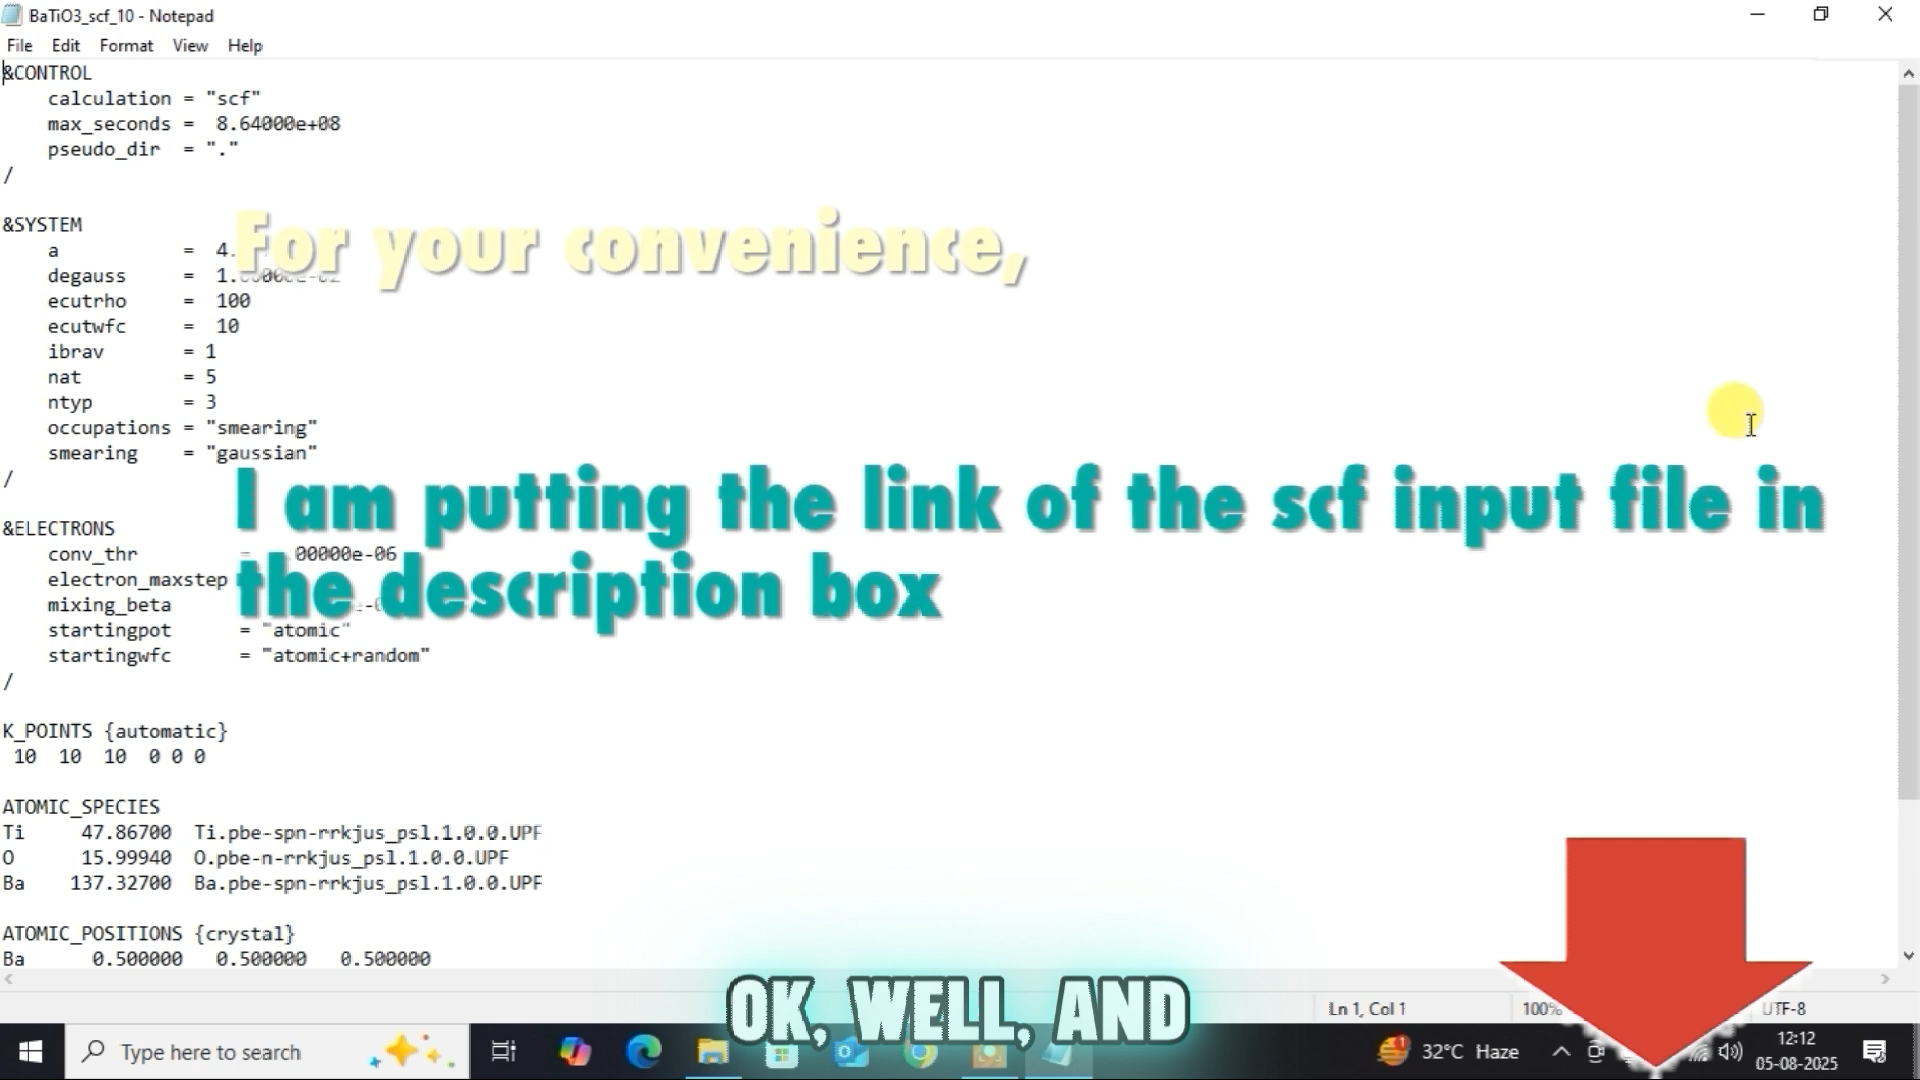 BaTiO3_scf_10 - Notepad
File Edit Format View Help
&CONTROL
calculation = "scf"
max_seconds = 8.64000e+08
pseudo_dir = "."
/
&SYSTEM
a = 4.
For your convenience,
degauss = 1.
ecutrho = 100
ecutwfc = 10
ibrav = 1
nat = 5
ntyp = 3
occupations = "smearing"
smearing = "gaussian"
/
I am putting the link of the scf input file in
the description box
&ELECTRONS
conv_thr = 00000e-06
electron_maxstep
mixing_beta
startingpot = "atomic"
startingwfc = "atomic+random"
/
K_POINTS {automatic}
10 10 10 0 0 0
ATOMIC_SPECIES
Ti 47.86700 Ti.pbe-spn-rrkjus_psl.1.0.0.UPF
O 15.99940 O.pbe-n-rrkjus_psl.1.0.0.UPF
Ba 137.32700 Ba.pbe-spn-rrkjus_psl.1.0.0.UPF
ATOMIC_POSITIONS {crystal}
Ba 0.500000 0.500000 0.500000
OK, WELL, AND
Ln 1, Col 1 100% UTF-8
Type here to search
32°C Haze
12:12
05-08-2025